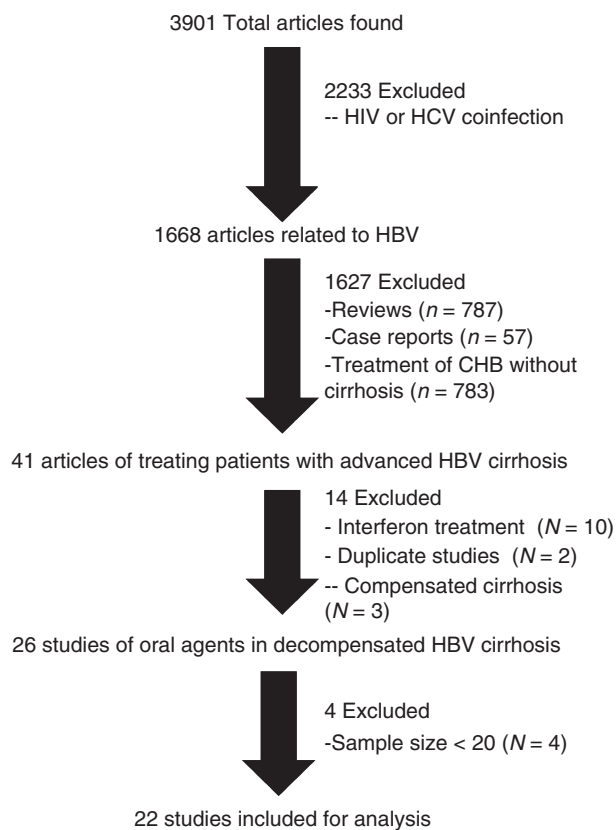 3901 Total articles found
2233 Excluded
-- HIV or HCV coinfection
1668 articles related to HBV
1627 Excluded
-Reviews (n = 787)
-Case reports (n = 57)
-Treatment of CHB without
cirrhosis (n = 783)
41 articles of treating patients with advanced HBV cirrhosis
14 Excluded
- Interferon treatment (N = 10)
- Duplicate studies (N = 2)
-- Compensated cirrhosis
(N = 3)
26 studies of oral agents in decompensated HBV cirrhosis
4 Excluded
-Sample size < 20 (N = 4)
22 studies included for analysis